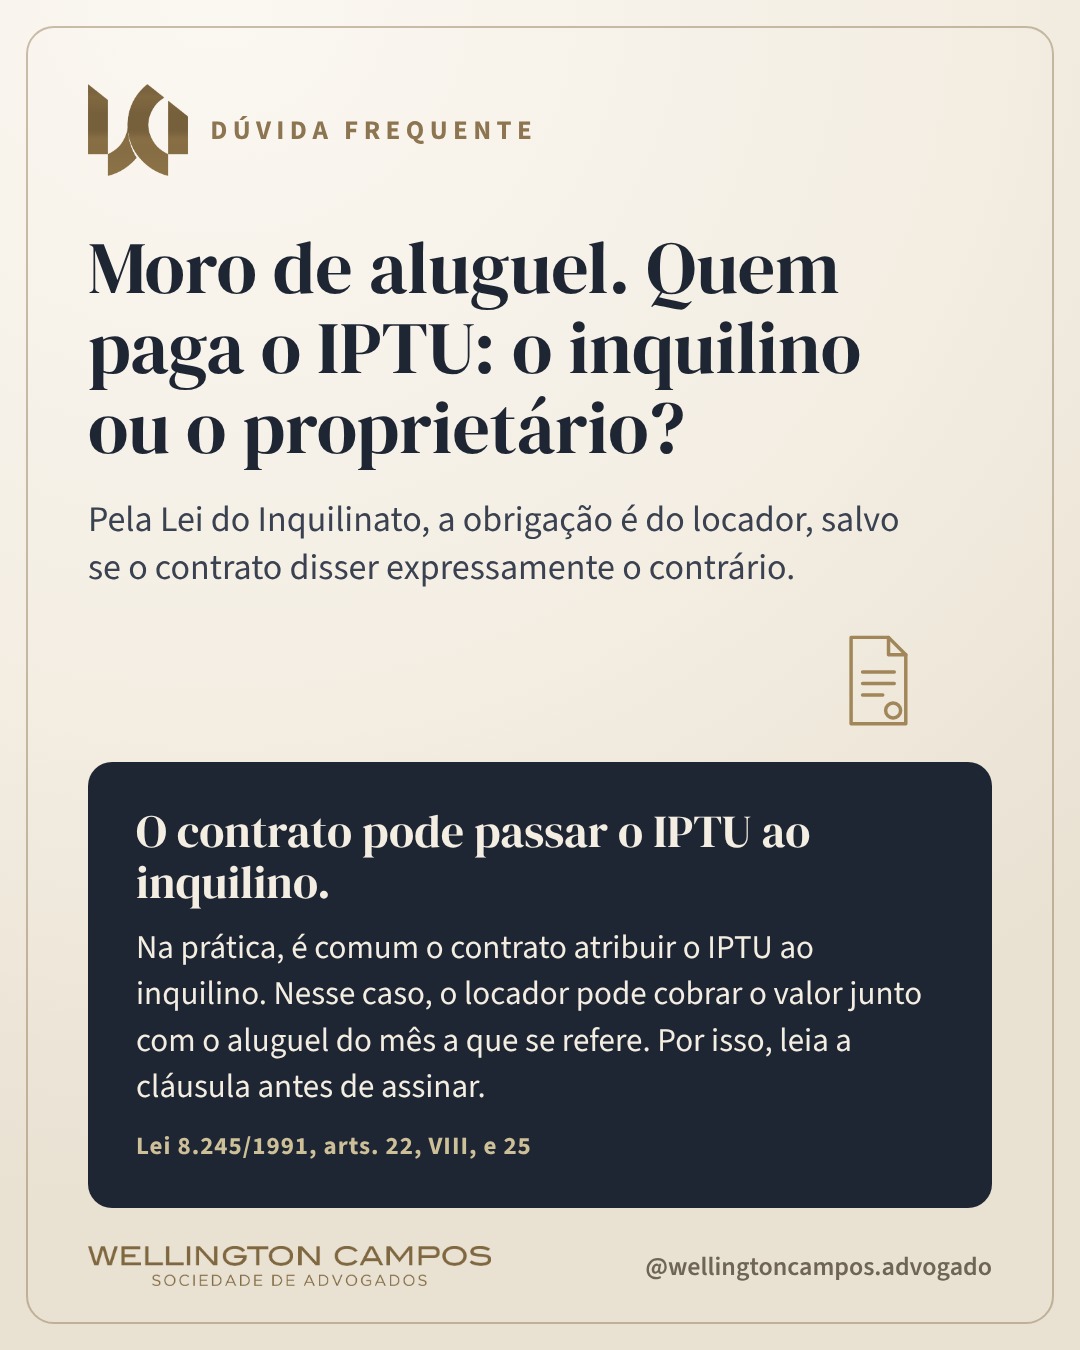 DÚVIDA FREQUENTE
Moro de aluguel. Quem
paga o IPTU: o inquilino
ou o proprietário?
Pela Lei do Inquilinato, a obrigação é do locador, salvo
se o contrato disser expressamente o contrário.
O contrato pode passar o IPTU ao
inquilino.
Na prática, é comum o contrato atribuir o IPTU ao
inquilino. Nesse caso, o locador pode cobrar o valor junto
com o aluguel do mês a que se refere. Por isso, leia a
cláusula antes de assinar.
Lei 8.245/1991, arts. 22, VIII, e 25
WELLINGTON CAMPOS
SOCIEDADE DE ADVOGADOS
@wellingtoncampos.advogado